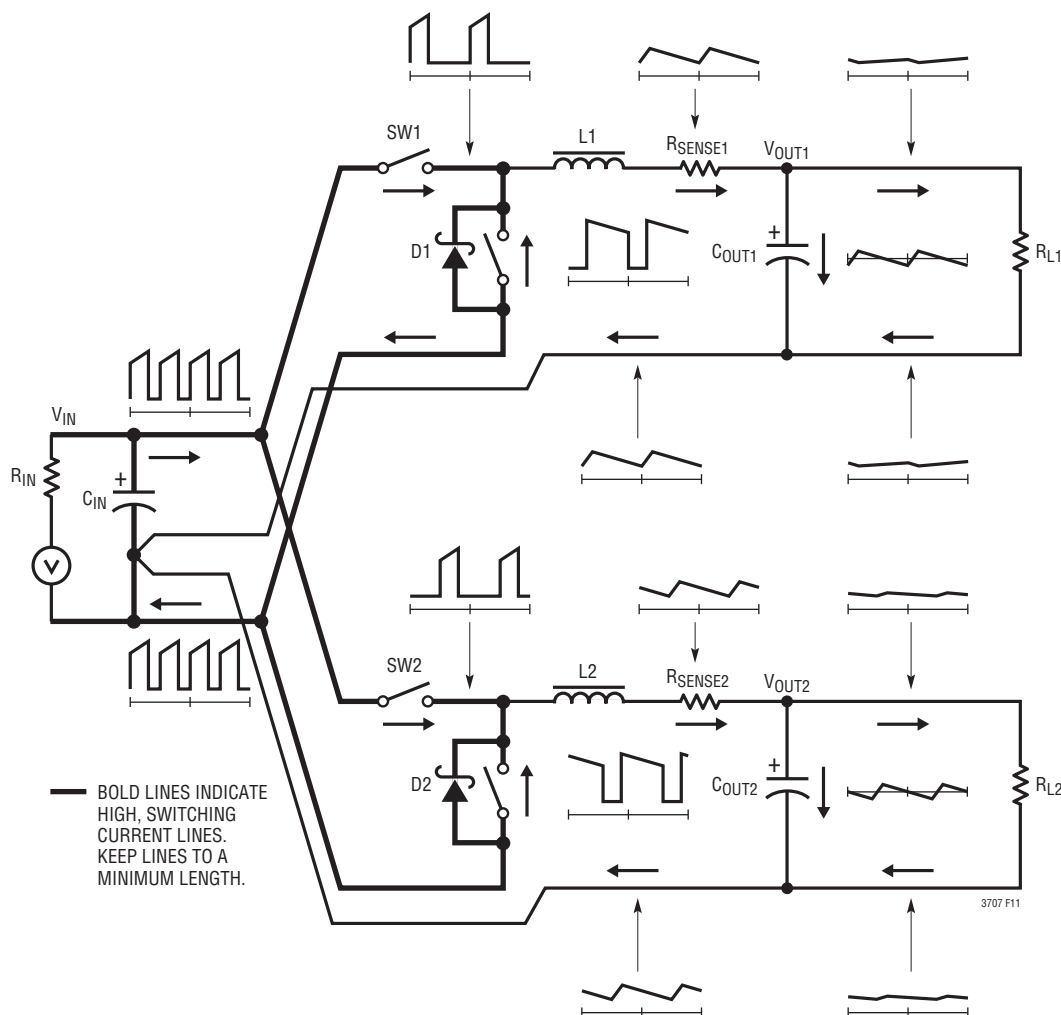 SW1
L1
RSENSE1
VOUT1
D1
COUT1
+
RL1
VIN
RIN
CIN
+
V
SW2
L2
RSENSE2
VOUT2
D2
COUT2
+
RL2
BOLD LINES INDICATE
HIGH, SWITCHING
CURRENT LINES.
KEEP LINES TO A
MINIMUM LENGTH.
3707 F11